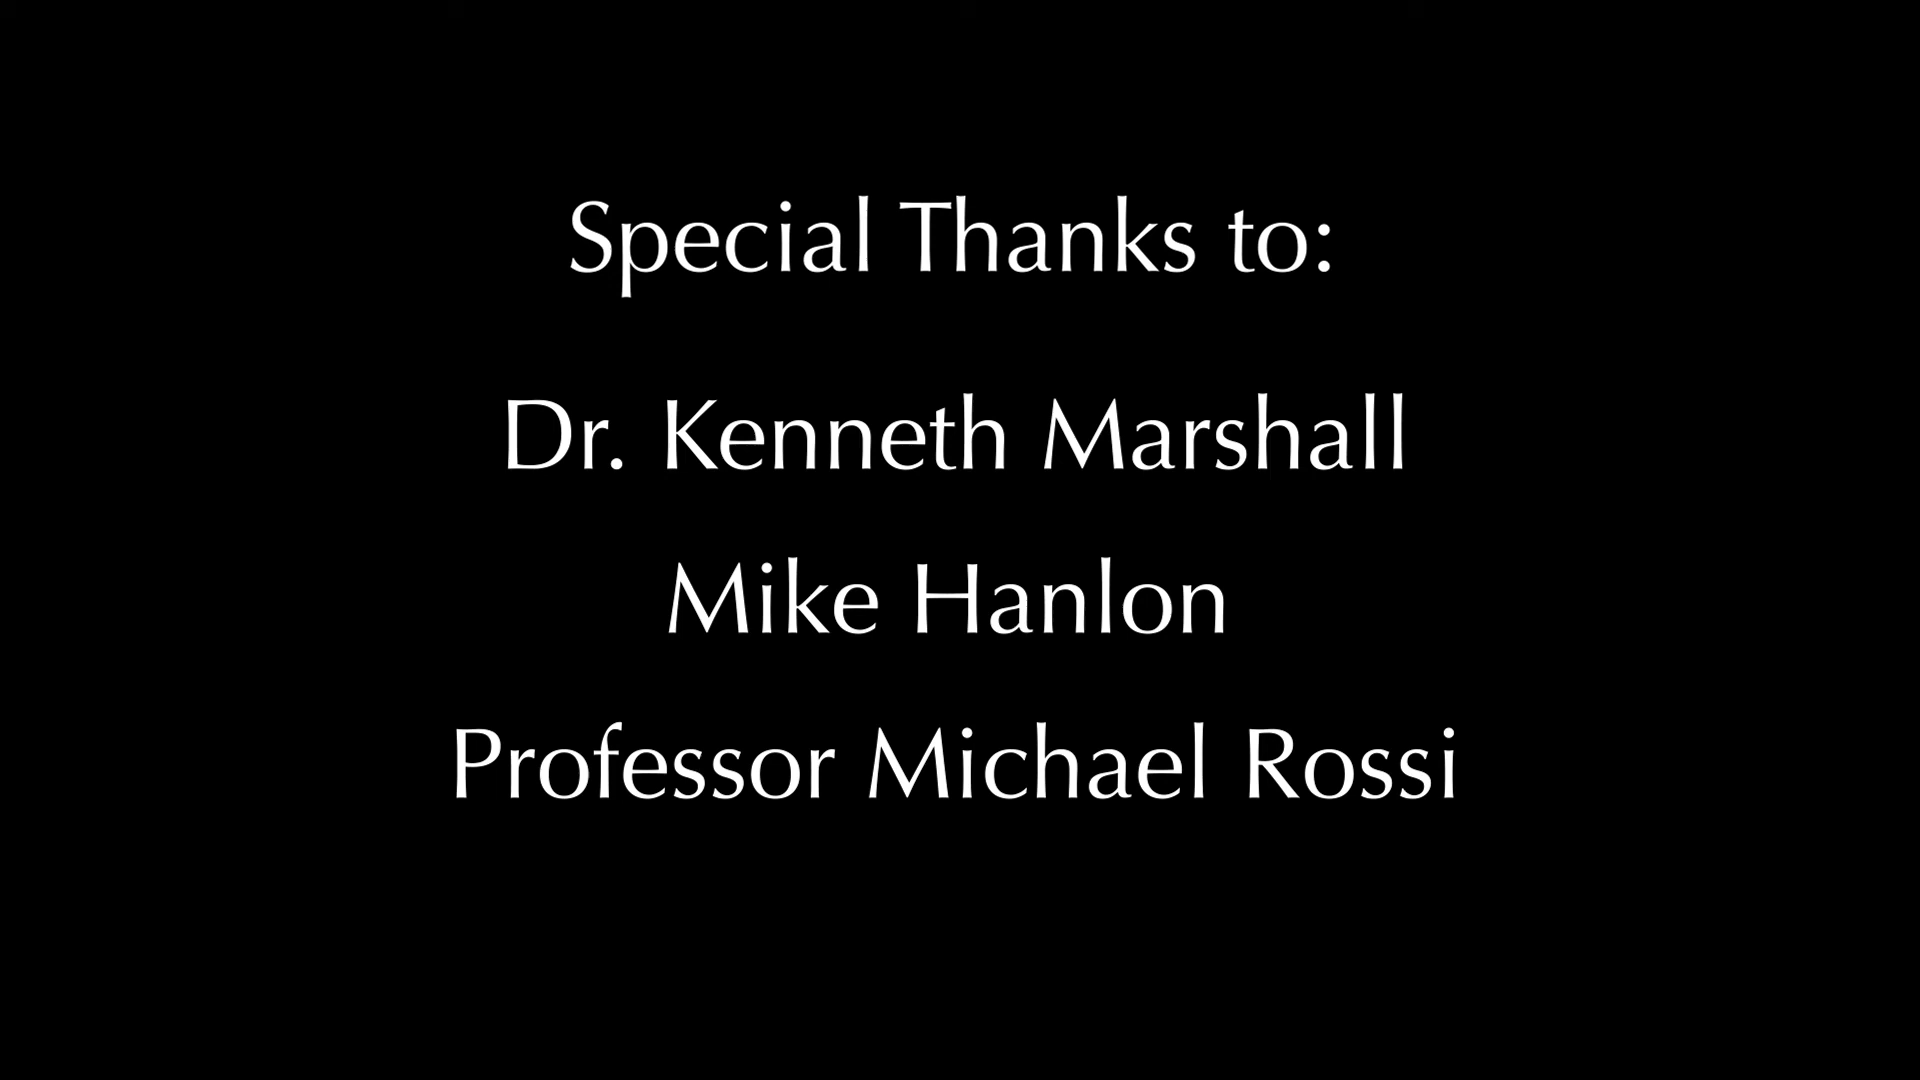 Special Thanks to:
Dr. Kenneth Marshall
Mike Hanlon
Professor Michael Rossi